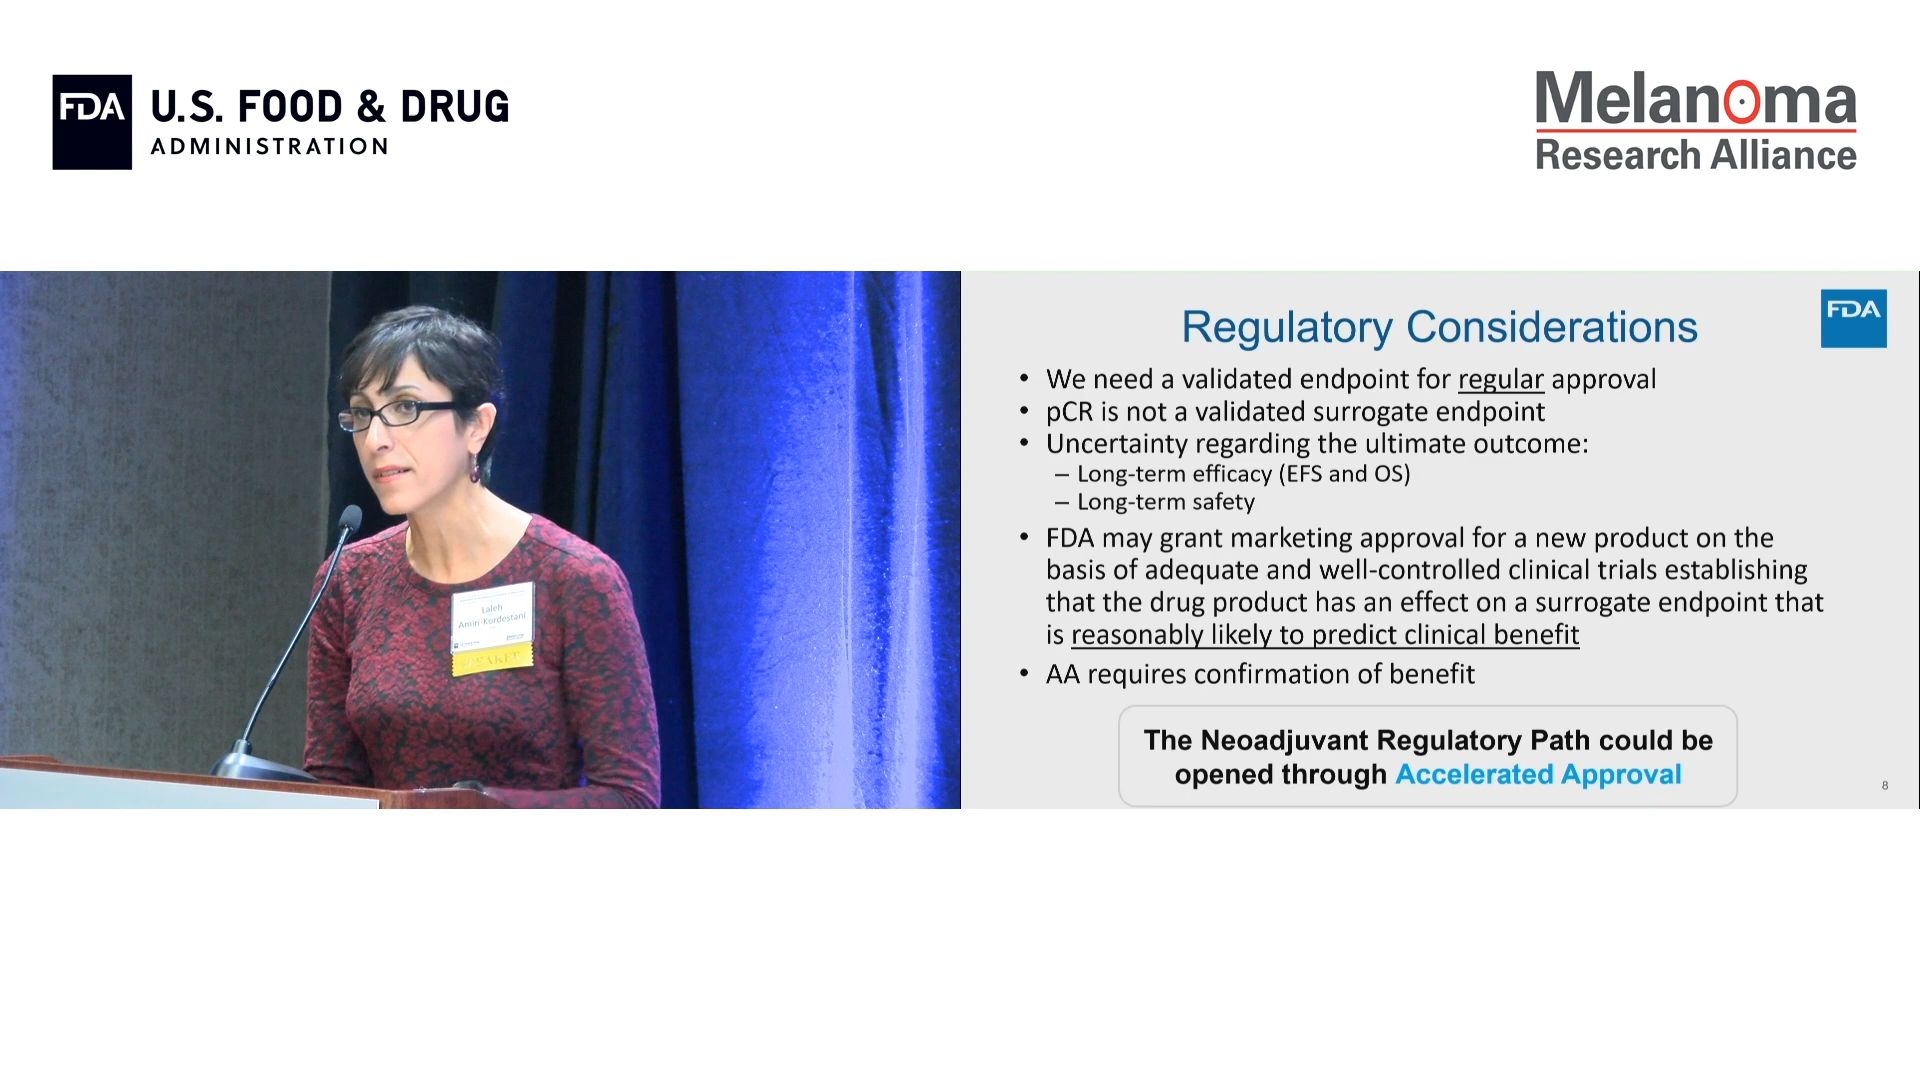 FDA U.S. FOOD & DRUG
ADMINISTRATION
Melanoma
Research Alliance
Laleh
Amiri-Kordestani
SPEAKER
Regulatory Considerations
FDA
• We need a validated endpoint for regular approval
• pCR is not a validated surrogate endpoint
• Uncertainty regarding the ultimate outcome:
– Long-term efficacy (EFS and OS)
– Long-term safety
• FDA may grant marketing approval for a new product on the
basis of adequate and well-controlled clinical trials establishing
that the drug product has an effect on a surrogate endpoint that
is reasonably likely to predict clinical benefit
• AA requires confirmation of benefit
The Neoadjuvant Regulatory Path could be
opened through Accelerated Approval
8